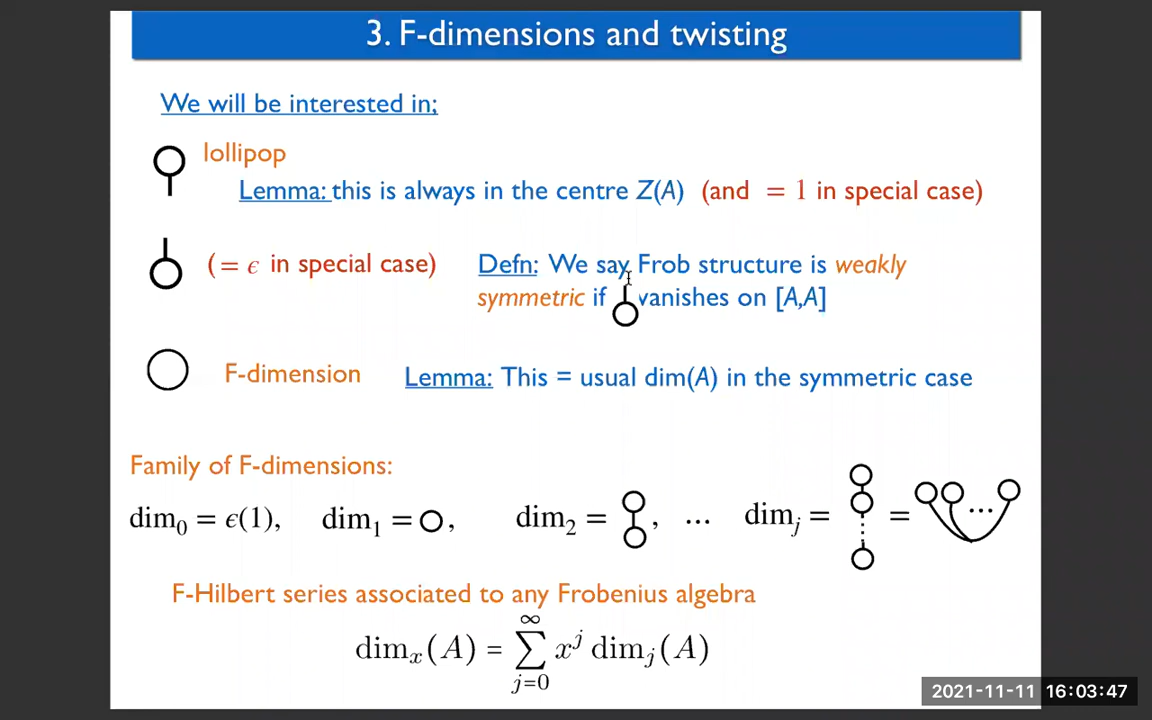 3. F-dimensions and twisting
We will be interested in;
lollipop
Lemma: this is always in the centre Z(A) (and = 1 in special case)
( = ϵ in special case)
Defn: We say Frob structure is weakly
symmetric if vanishes on [A,A]
F-dimension
Lemma: This = usual dim(A) in the symmetric case
Family of F-dimensions:
dim₀ = ϵ(1), dim₁ = , dim₂ = , ... dimⱼ = = ...
F-Hilbert series associated to any Frobenius algebra
dimₓ(A) = ∑_{j=0}^{∞} xʲ dimⱼ(A)
2021-11-11 16:03:47